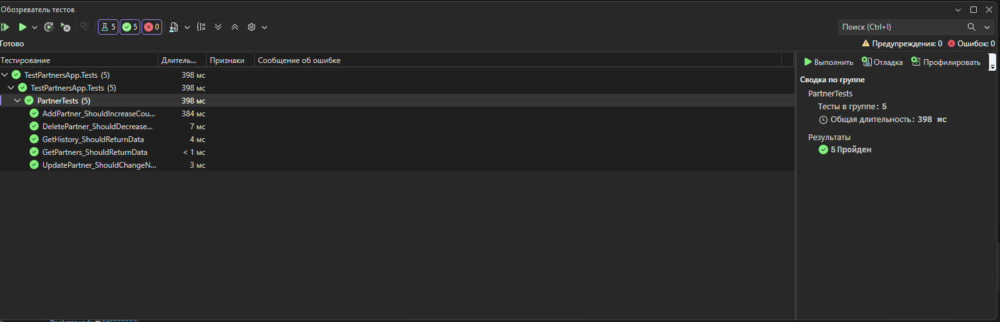 Обозреватель тестов
5 5 0
Поиск (Ctrl+I)
Готово
Предупреждения: 0 Ошибок: 0
Тестирование Длитель... Признаки Сообщение об ошибке
TestPartnersApp.Tests (5) 398 мс
TestPartnersApp.Tests (5) 398 мс
PartnerTests (5) 398 мс
AddPartner_ShouldIncreaseCou... 384 мс
DeletePartner_ShouldDecrease... 7 мс
GetHistory_ShouldReturnData 4 мс
GetPartners_ShouldReturnData < 1 мс
UpdatePartner_ShouldChangeN... 3 мс
Выполнить Отладка Профилировать
Сводка по группе
PartnerTests
Тесты в группе: 5
Общая длительность: 398 мс
Результаты
5 Пройден